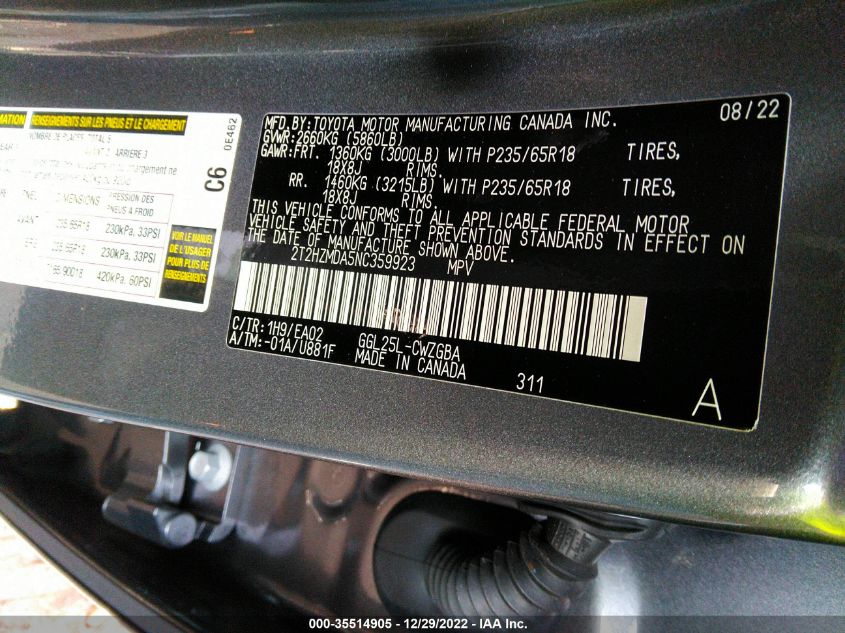 RENSEIGNEMENTS SUR LES PNEUS ET LE CHARGEMENT
ARRIERE 3
DIMENSIONS PRESSION DES PNEUS À FROID
AVANT 235/65R18 230kPa, 33PSI
235/65R18 230kPa, 33PSI
420kPa, 60PSI
VOIR LE MANUEL
DE L'USAGER
POUR PLUS DE
RENSEIGNEMENTS
C6
0E462
08/22
MFD.BY:TOYOTA MOTOR MANUFACTURING CANADA INC.
GVWR:2660KG (5860LB)
GAWR:FRT. 1360KG (3000LB) WITH P235/65R18 TIRES,
18X8J RIMS.
RR. 1460KG (3215LB) WITH P235/65R18 TIRES,
18X8J RIMS.
THIS VEHICLE CONFORMS TO ALL APPLICABLE FEDERAL MOTOR
VEHICLE SAFETY AND THEFT PREVENTION STANDARDS IN EFFECT ON
THE DATE OF MANUFACTURE SHOWN ABOVE.
2T2HZMDA5NC359923 MPV
C/TR:1H9/EA02 GGL25L-CWZGBA
A/TM:-01A/U881F MADE IN CANADA
311
A
000-35514905 - 12/29/2022 - IAA Inc.